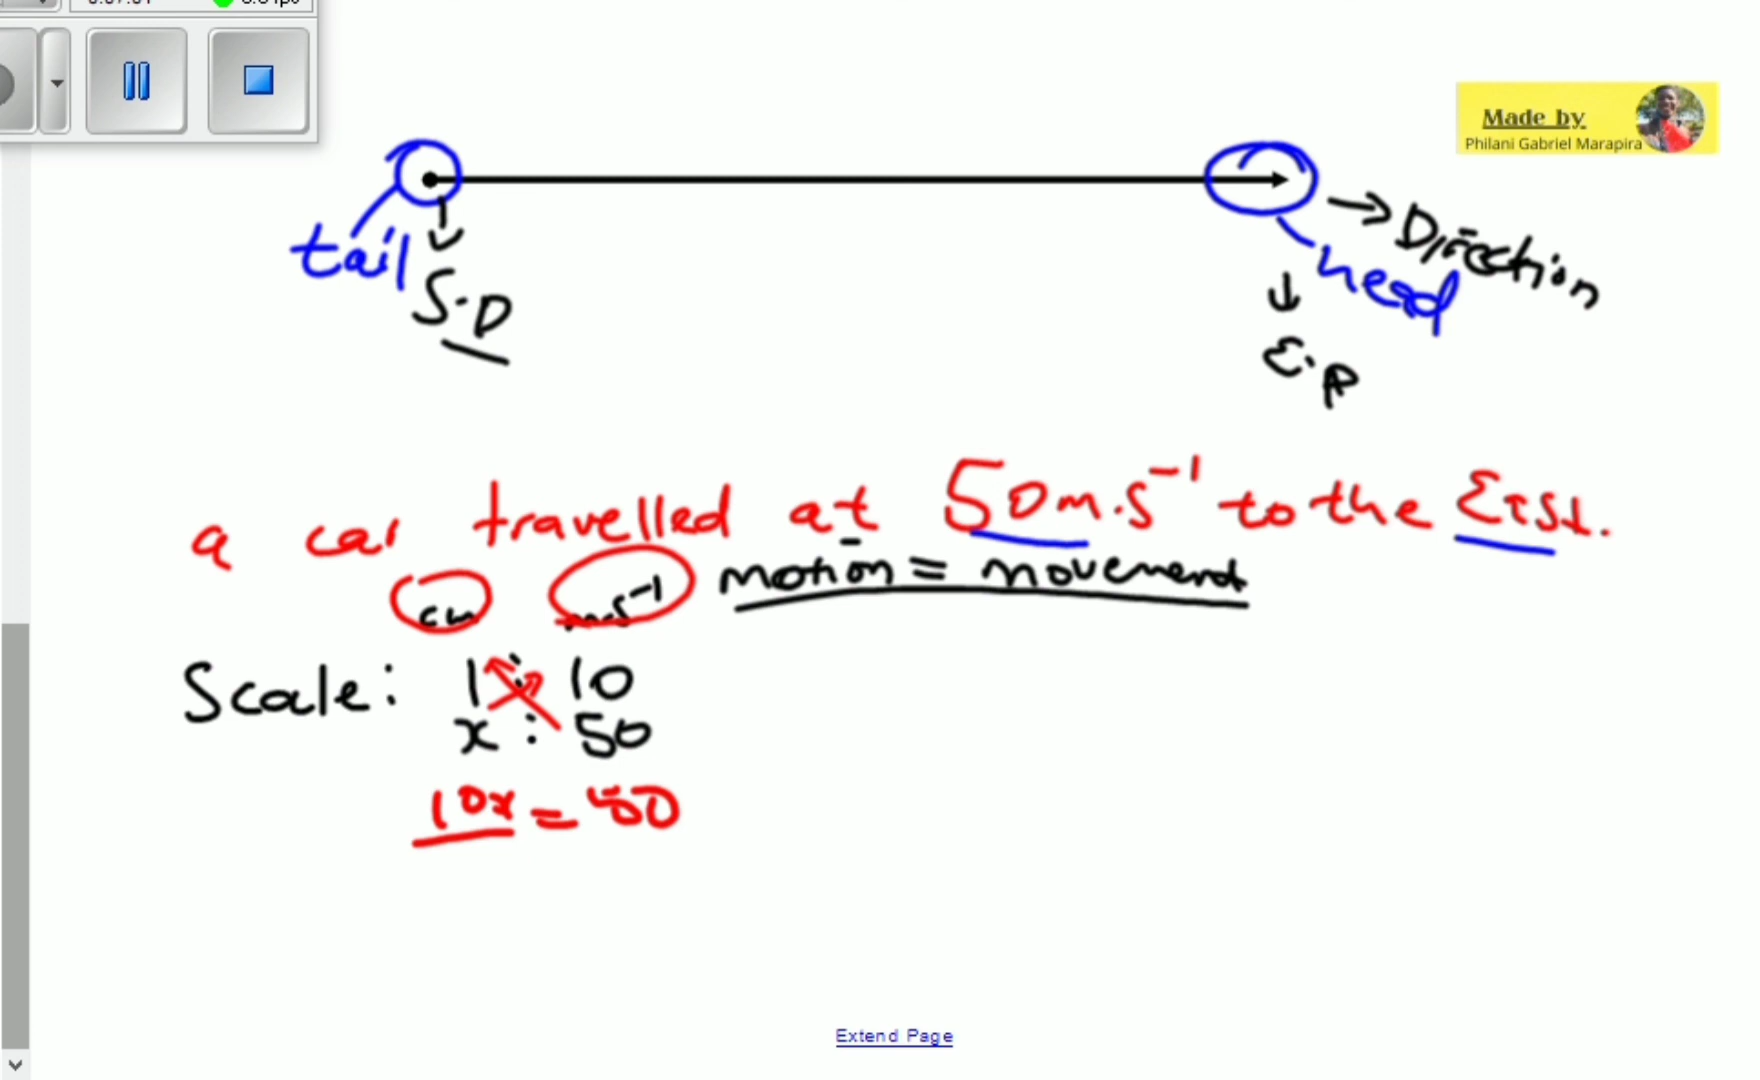 Made by
Philani Gabriel Marapira
tail
S.D
Direction
head
E.P
a car travelled at 50m.s⁻¹ to the East.
cm m.s⁻¹ motion = movement
Scale: 1 : 10
x : 50
10x = 50
Extend Page